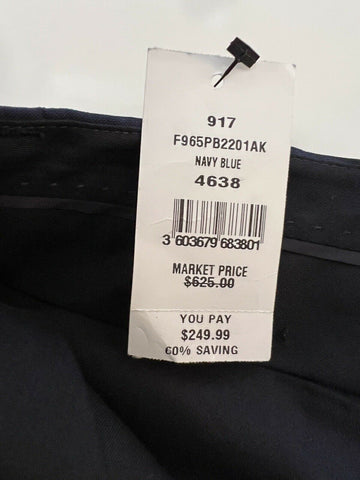 917
F965PB2201AK
NAVY BLUE
4638
3 603679 683801
MARKET PRICE
$625.00
YOU PAY
$249.99
60% SAVING